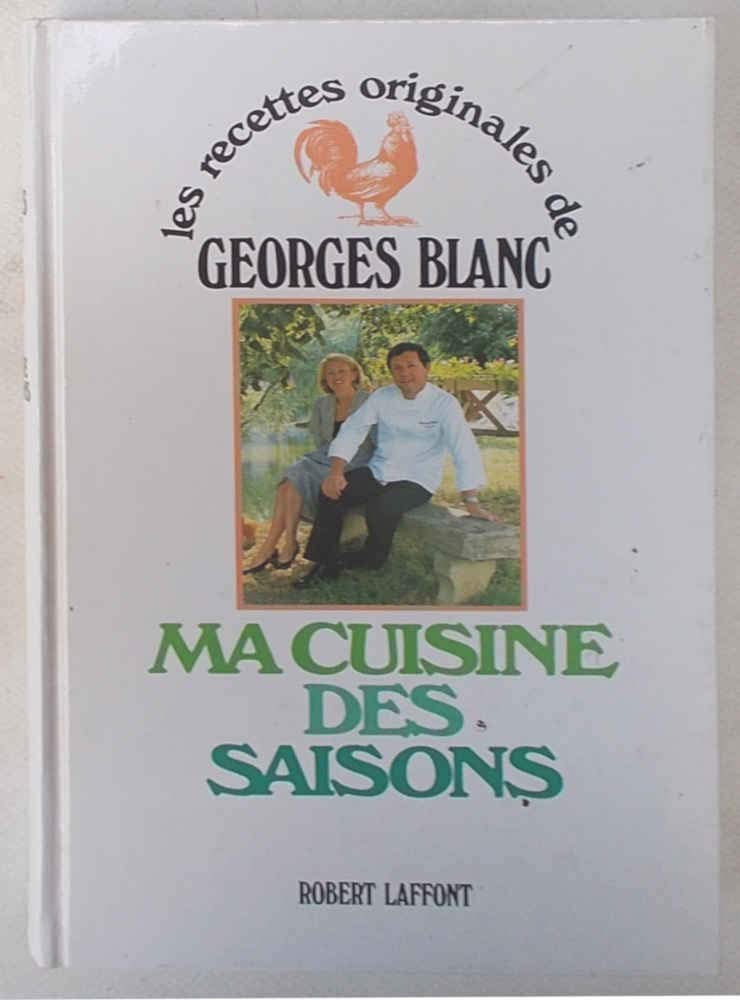 les recettes originales de
GEORGES BLANC
MA CUISINE
DES
SAISONS
ROBERT LAFFONT